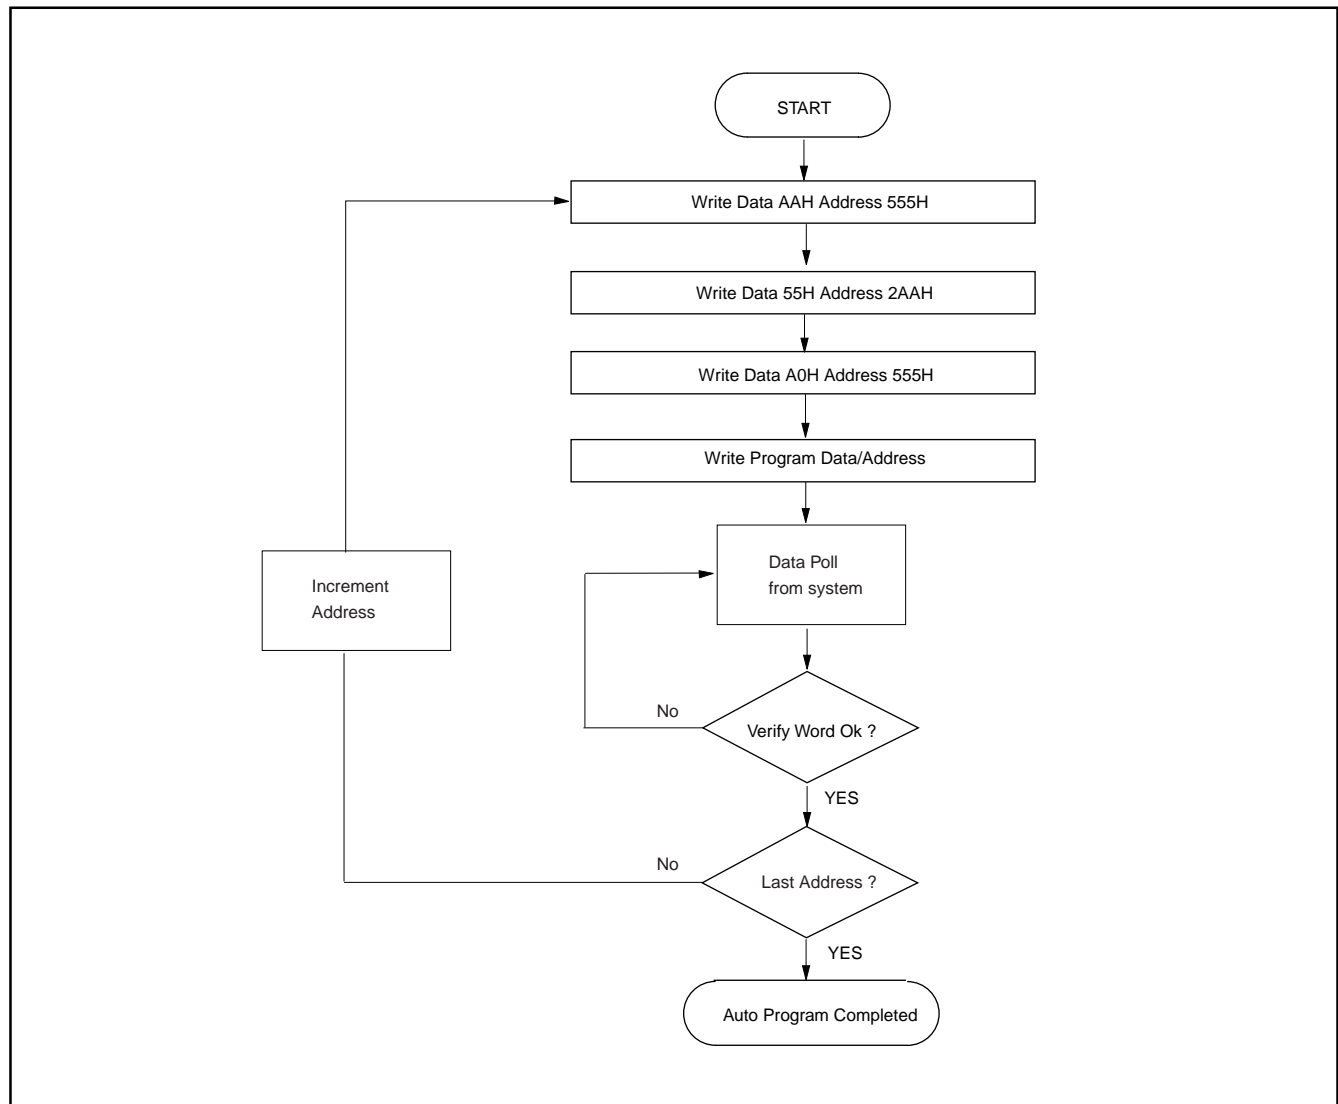 START
Write Data AAH Address 555H
Write Data 55H Address 2AAH
Write Data A0H Address 555H
Write Program Data/Address
Data Poll
from system
Increment
Address
No
Verify Word Ok ?
YES
No
Last Address ?
YES
Auto Program Completed